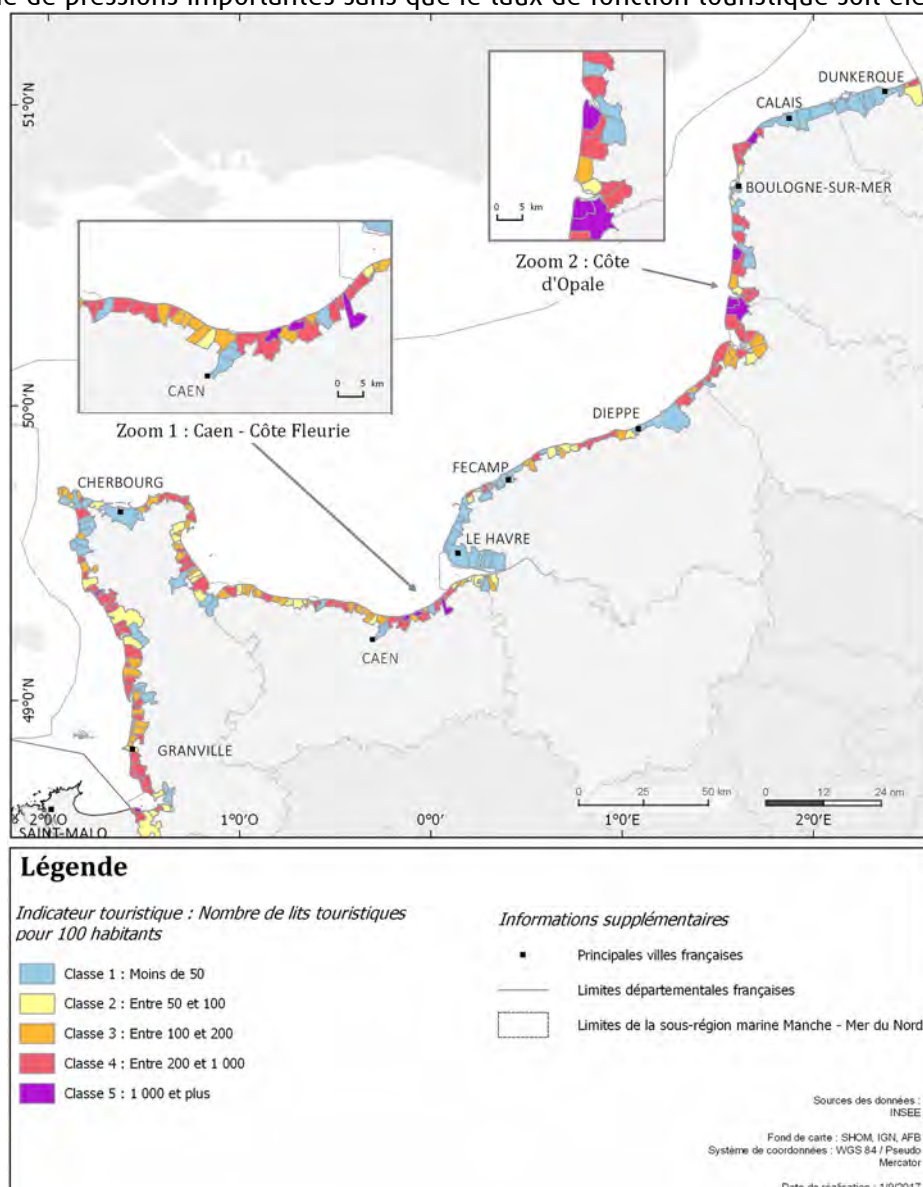 de pressions importantes sans que le taux de fonction touristique soit
51°0'N
50°0'N
49°0'N
DUNKERQUE
CALAIS
BOULOGNE-SUR-MER
0 5 km
Zoom 2 : Côte
d'Opale
CAEN
0 5 km
Zoom 1 : Caen - Côte Fleurie
DIEPPE
FECAMP
CHERBOURG
LE HAVRE
CAEN
GRANVILLE
SAINT-MALO
0 25 50 km
0 12 24 nm
2°0'O 1°0'O 0°0' 1°0'E 2°0'E
Légende
Indicateur touristique : Nombre de lits touristiques
pour 100 habitants
Classe 1 : Moins de 50
Classe 2 : Entre 50 et 100
Classe 3 : Entre 100 et 200
Classe 4 : Entre 200 et 1 000
Classe 5 : 1 000 et plus
Informations supplémentaires
Principales villes françaises
Limites départementales françaises
Limites de la sous-région marine Manche - Mer du Nord
Sources des données :
INSEE
Fond de carte : SHOM, IGN, AFB
Système de coordonnées : WGS 84 / Pseudo
Mercator
Date de réalisation : 1/9/2017